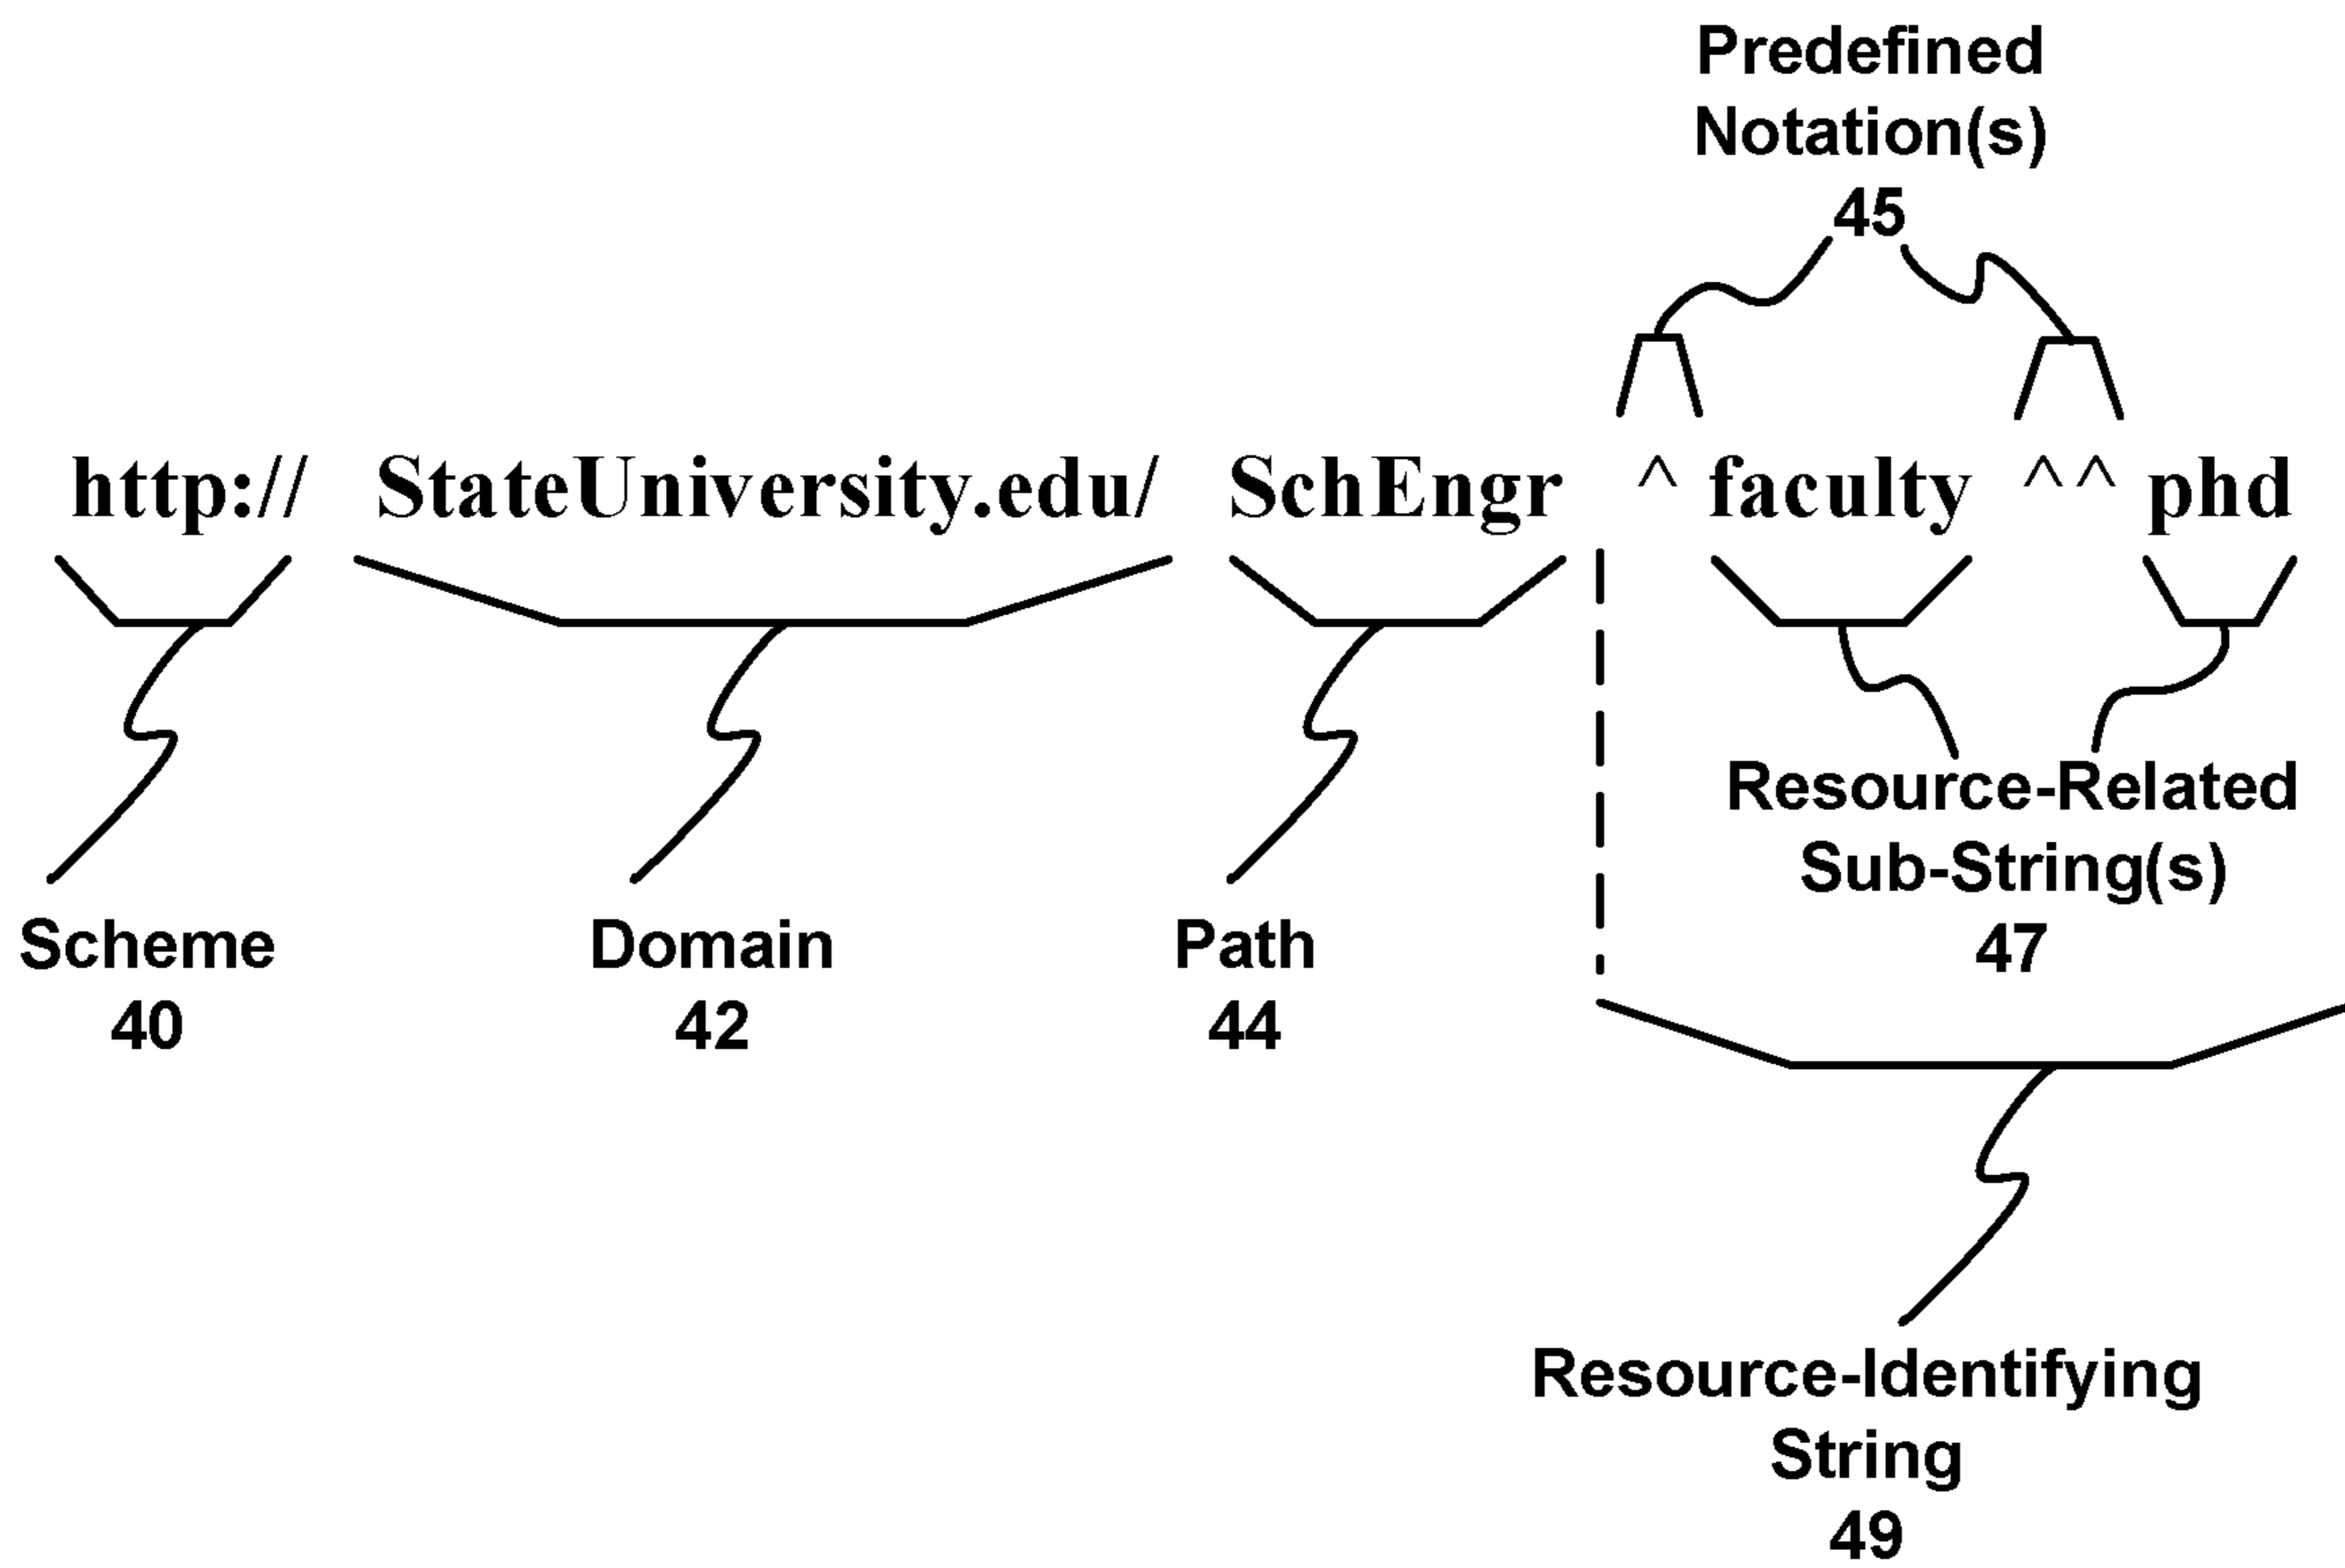 Predefined
Notation(s)
45
http:// StateUniversity.edu/ SchEngr ^ faculty ^^ phd
Resource-Related
Sub-String(s)
47
Scheme
40
Domain
42
Path
44
Resource-Identifying
String
49